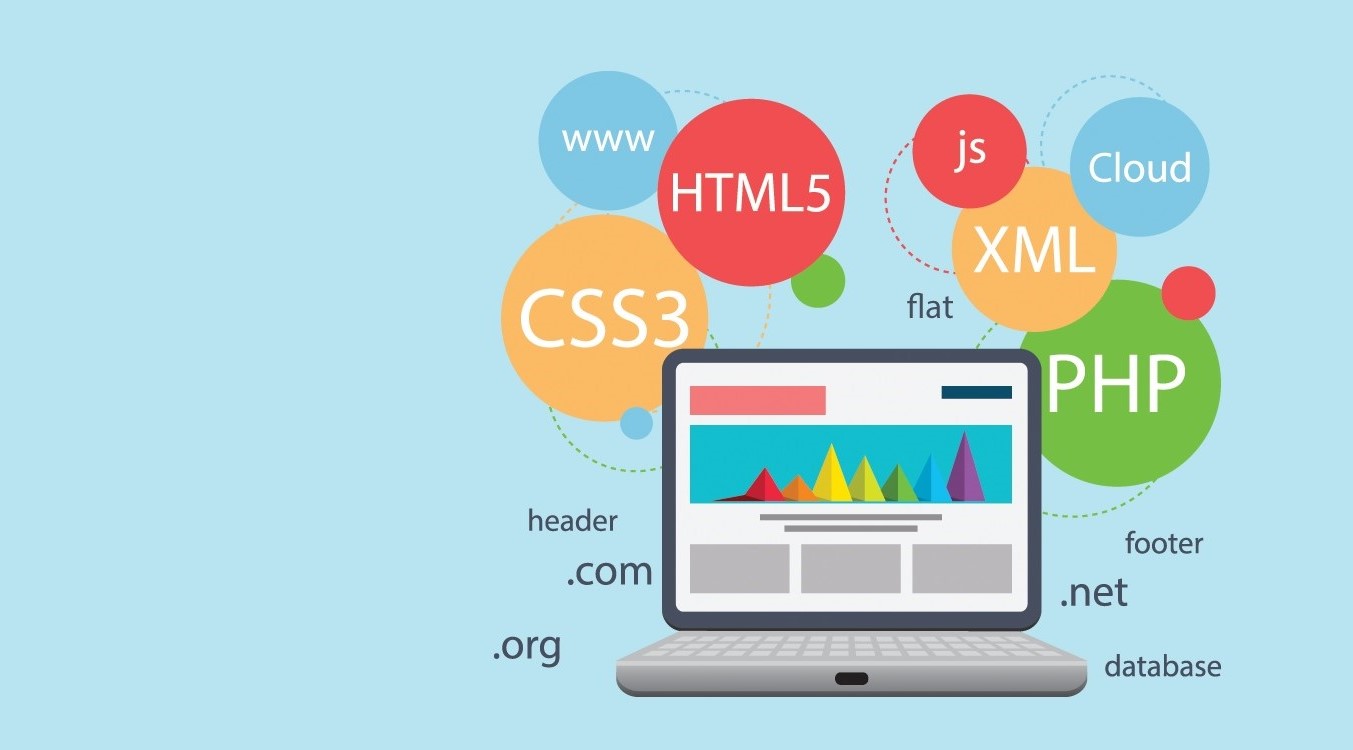 www
HTML5
js
Cloud
XML
CSS3
flat
PHP
header
footer
.com
.net
.org
database